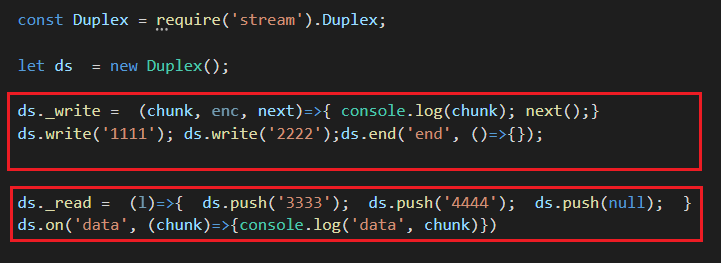 const Duplex = require('stream').Duplex;
let ds  = new Duplex();
ds._write =  (chunk, enc, next)=>{ console.log(chunk); next();}
ds.write('1111'); ds.write('2222');ds.end('end', ()=>{});
ds._read =  (l)=>{  ds.push('3333');  ds.push('4444');  ds.push(null);  }
ds.on('data', (chunk)=>{console.log('data', chunk)})